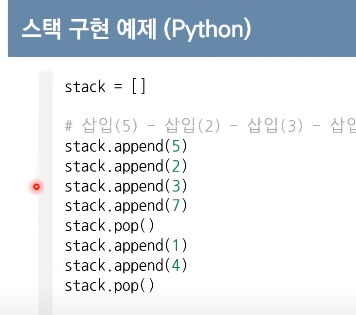 스택 구현 예제 (Python)
stack = []
# 삽입(5) - 삽입(2) - 삽입(3) - 삽입
stack.append(5)
stack.append(2)
stack.append(3)
stack.append(7)
stack.pop()
stack.append(1)
stack.append(4)
stack.pop()